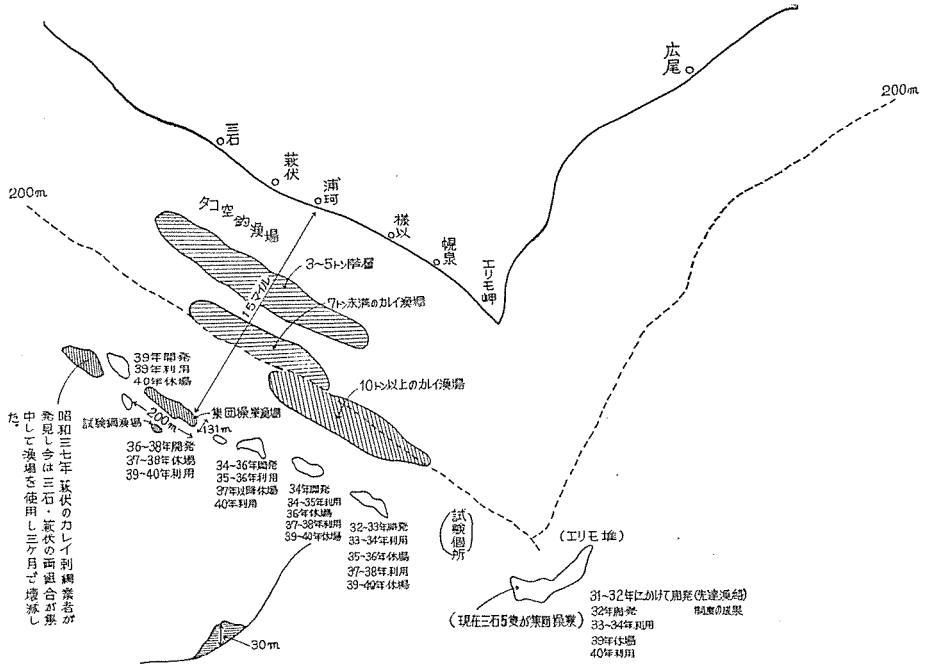 広尾
200m
三石
萩伏
浦珂
様以
幌泉
エリモ岬
200m
タコ空釣漁場
3~5トン階層
15マイル
7トン未満のカレイ漁場
10トン以上のカレイ漁場
39年開発
39年利用
40年休場
集団操業漁場
試験網漁場
200m
131m
36~38年開発
37~38年休場
39~40年利用
34~36年開発
35~36年利用
37年以降休場
40年利用
34年開発
34~35年利用
36年休場
37~38年利用
39~40年休場
32~33年開発
33~34年利用
35~36年休場
37~38年利用
39~40年休場
(試験個所)
(エリモ堆)
(現在三石5隻が集団操業)
31~32年にかけて開発(先達漁船
32年開発 制度の成果
33~34年利用
39年休場
40年利用
昭和三七年萩伏のカレイ刺網業者が
発見し今は三石・萩伏の両組合が集
中して漁場を使用し三ヶ月で壊滅し
た。
30m